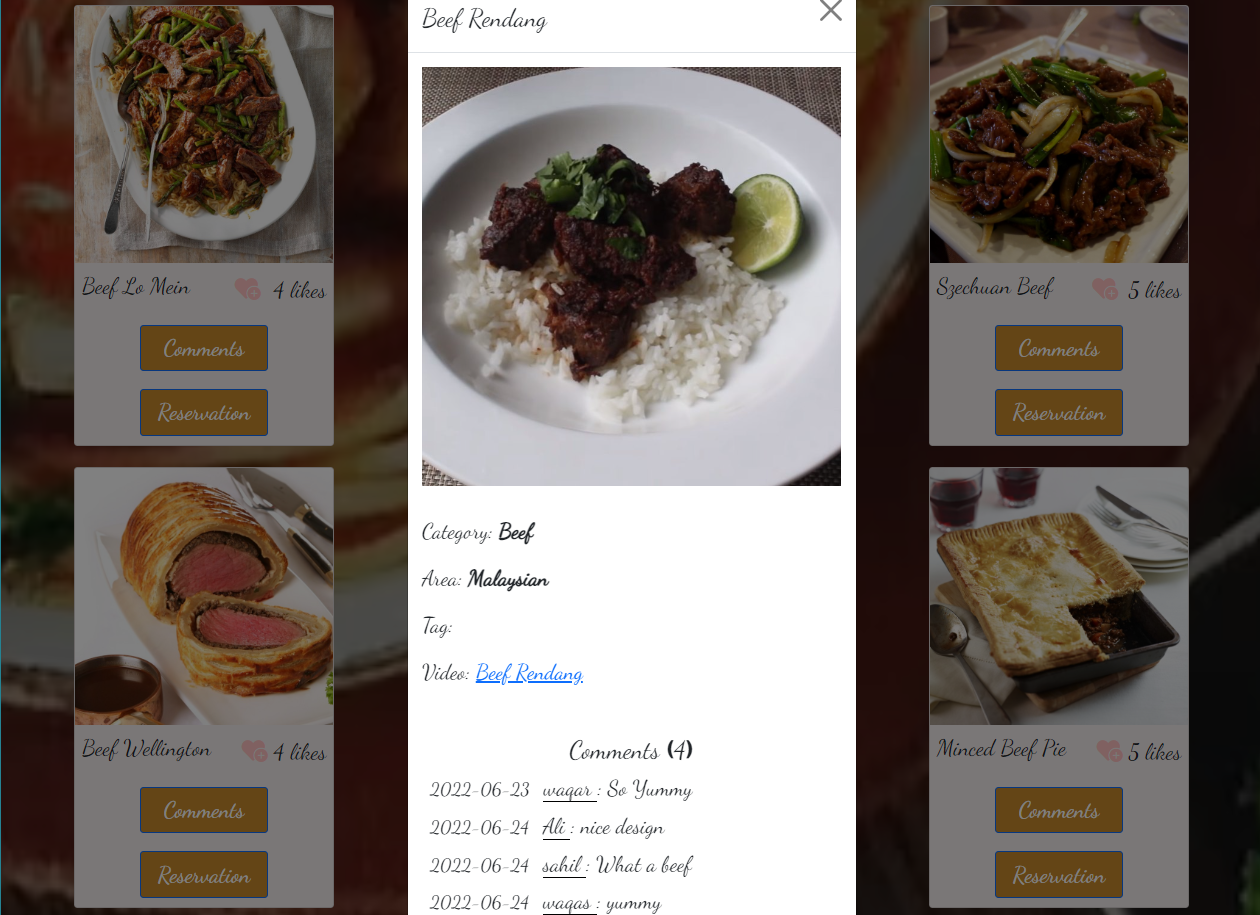 Beef Rendang
Category: Beef
Area: Malaysian
Tag:
Video: Beef Rendang
Comments (4)
2022-06-23 waqar : So Yummy
2022-06-24 Ali : nice design
2022-06-24 sahil : What a beef
2022-06-24 waqas : yummy
Beef Lo Mein 4 likes
Comments
Reservation
Beef Wellington 4 likes
Comments
Reservation
Szechuan Beef 5 likes
Comments
Reservation
Minced Beef Pie 5 likes
Comments
Reservation